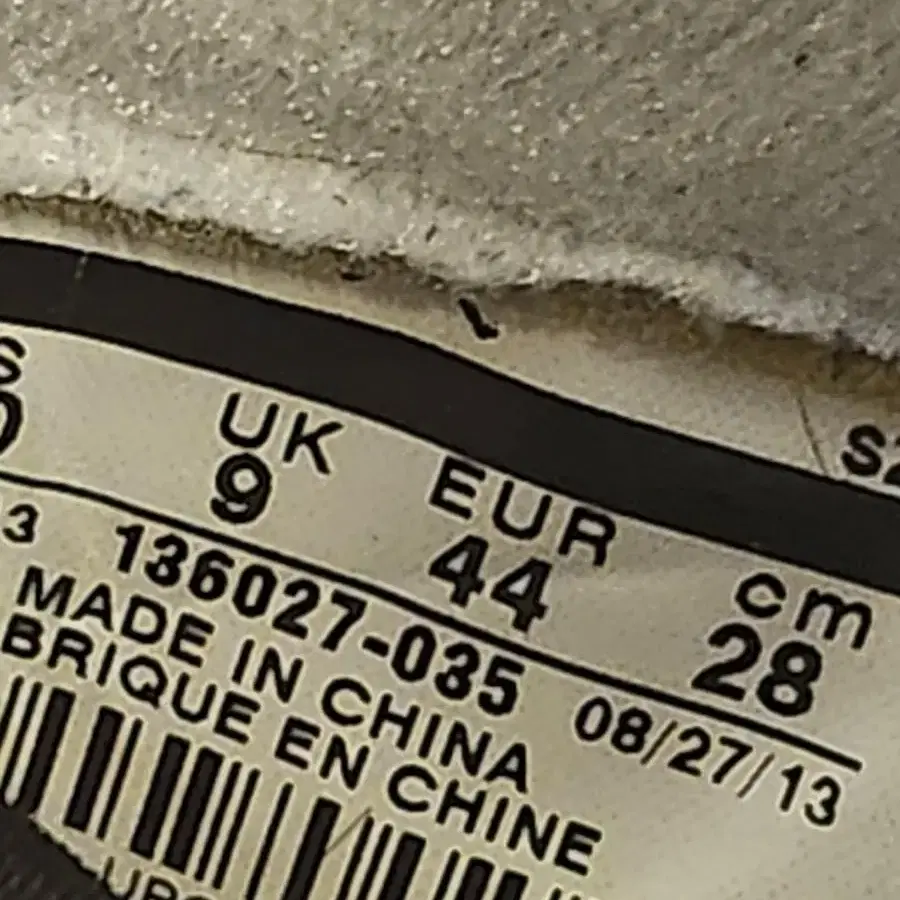 UK EUR cm
9 44 28
136027-035 08/27/13
MADE IN CHINA
BRIQUE EN CHINE